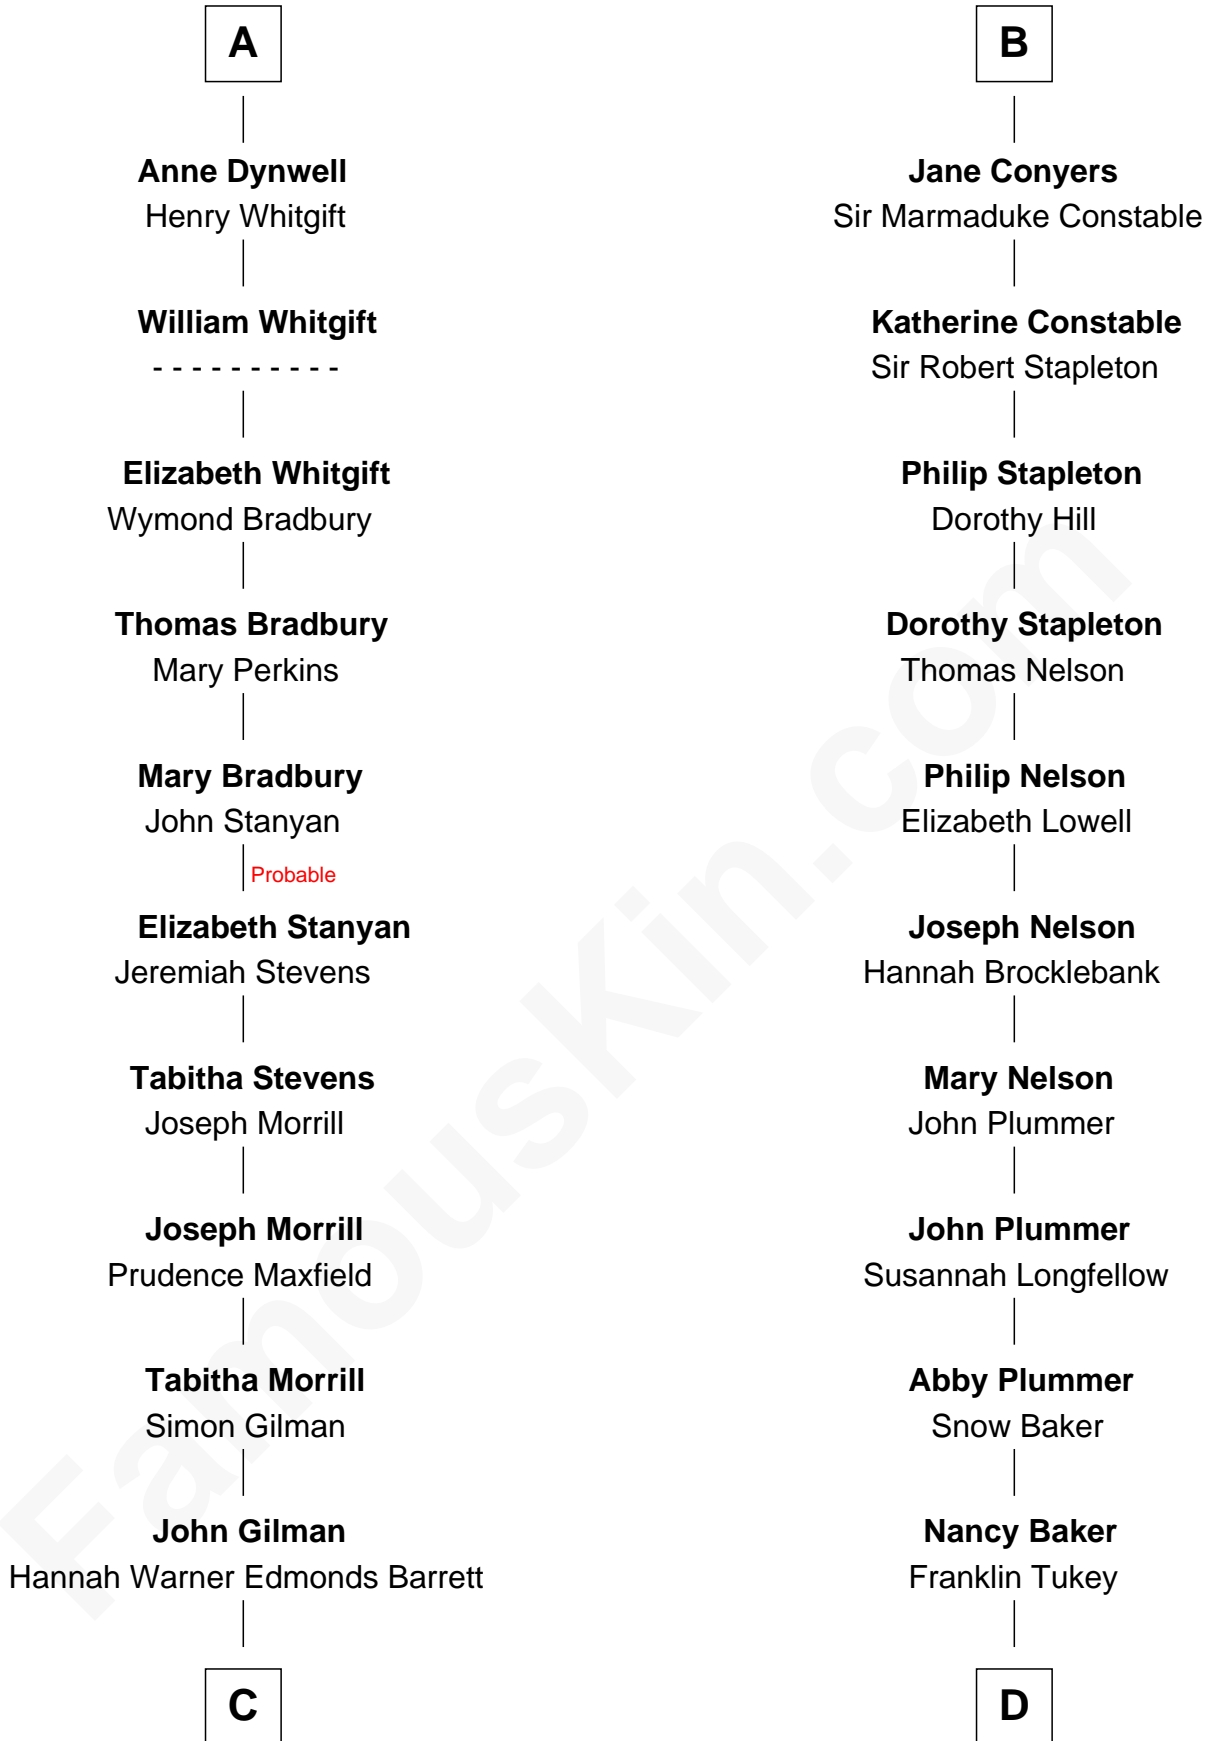 A
Anne Dynwell
Henry Whitgift
William Whitgift
- - - - - - - - - -
Elizabeth Whitgift
Wymond Bradbury
Thomas Bradbury
Mary Perkins
Mary Bradbury
John Stanyan
Probable
Elizabeth Stanyan
Jeremiah Stevens
Tabitha Stevens
Joseph Morrill
Joseph Morrill
Prudence Maxfield
Tabitha Morrill
Simon Gilman
John Gilman
Hannah Warner Edmonds Barrett
C
B
Jane Conyers
Sir Marmaduke Constable
Katherine Constable
Sir Robert Stapleton
Philip Stapleton
Dorothy Hill
Dorothy Stapleton
Thomas Nelson
Philip Nelson
Elizabeth Lowell
Joseph Nelson
Hannah Brocklebank
Mary Nelson
John Plummer
John Plummer
Susannah Longfellow
Abby Plummer
Snow Baker
Nancy Baker
Franklin Tukey
D
FamousKin.com